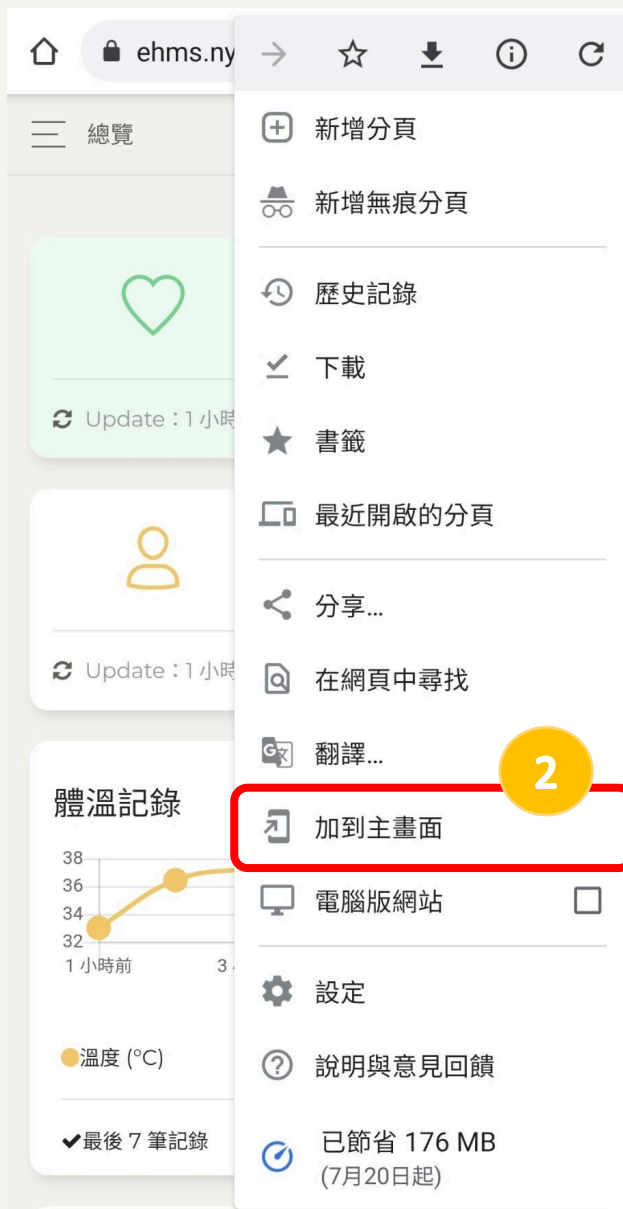 ehms.ny
總覽
新增分頁
新增無痕分頁
歷史記錄
下載
Update：1 小時
書籤
最近開啟的分頁
分享...
Update：1 小時
在網頁中尋找
翻譯...
2
加到主畫面
體溫記錄
38
36
34
32
1 小時前 3
電腦版網站
設定
溫度 (°C)
說明與意見回饋
最後 7 筆記錄
已節省 176 MB
(7月20日起)